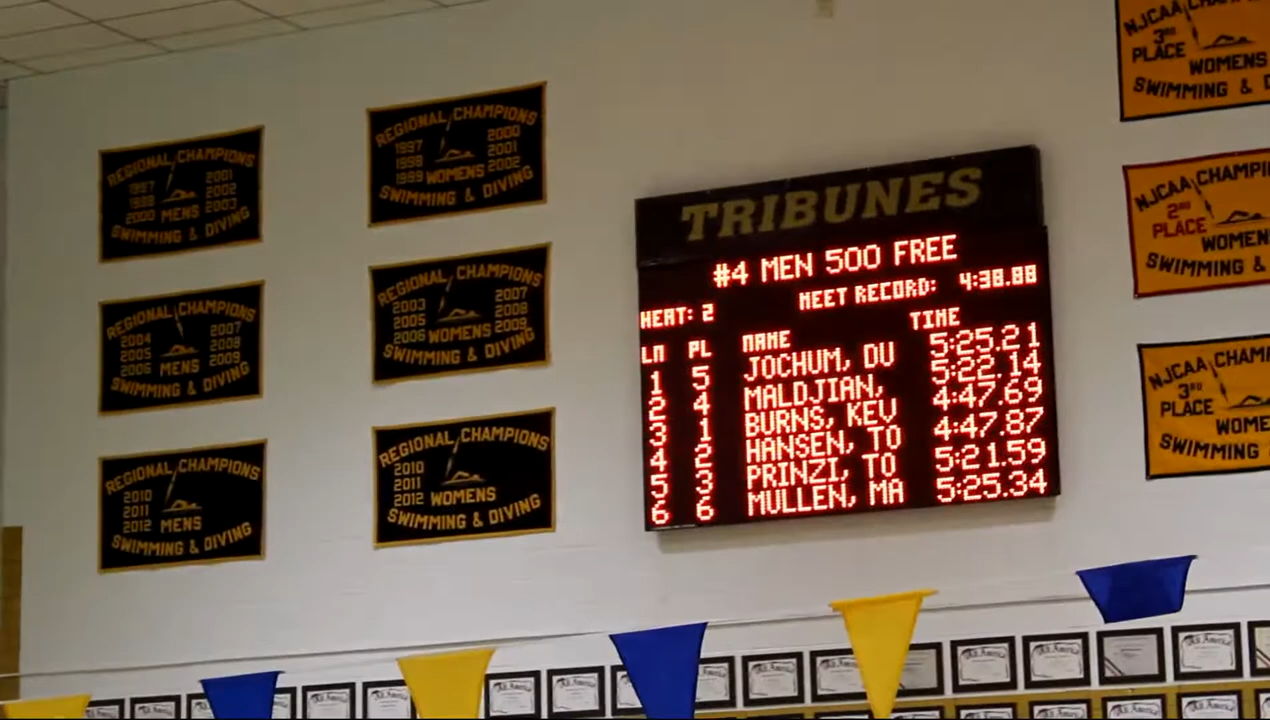 REGIONAL CHAMPIONS
1997 2001
1998 2002
2000 MENS 2003
SWIMMING & DIVING
REGIONAL CHAMPIONS
2004 2007
2005 2008
2006 MENS 2009
SWIMMING & DIVING
REGIONAL CHAMPIONS
2010
2011
2012 MENS
SWIMMING & DIVING
REGIONAL CHAMPIONS
1997 2000
1998 2001
1999 WOMENS 2002
SWIMMING & DIVING
REGIONAL CHAMPIONS
2003 2007
2005 2008
2006 WOMENS 2009
SWIMMING & DIVING
REGIONAL CHAMPIONS
2010
2011
2012 WOMENS
SWIMMING & DIVING
TRIBUNES
#4 MEN 500 FREE
MEET RECORD: 4:38.88
HEAT: 2
LN PL NAME TIME
1 5 JOCHUM, DU 5:25.21
2 4 MALDJIAN, 5:22.14
3 1 BURNS, KEV 4:47.69
4 2 HANSEN, TO 4:47.87
5 3 PRINZI, TO 5:21.59
6 6 MULLEN, MA 5:25.34
NJCAA CHAMP
3RD
PLACE
WOMENS
SWIMMING & D
NJCAA CHAMPI
2ND
PLACE
WOMEN
SWIMMING &
NJCAA CHAM
3RD
PLACE
WOME
SWIMMING